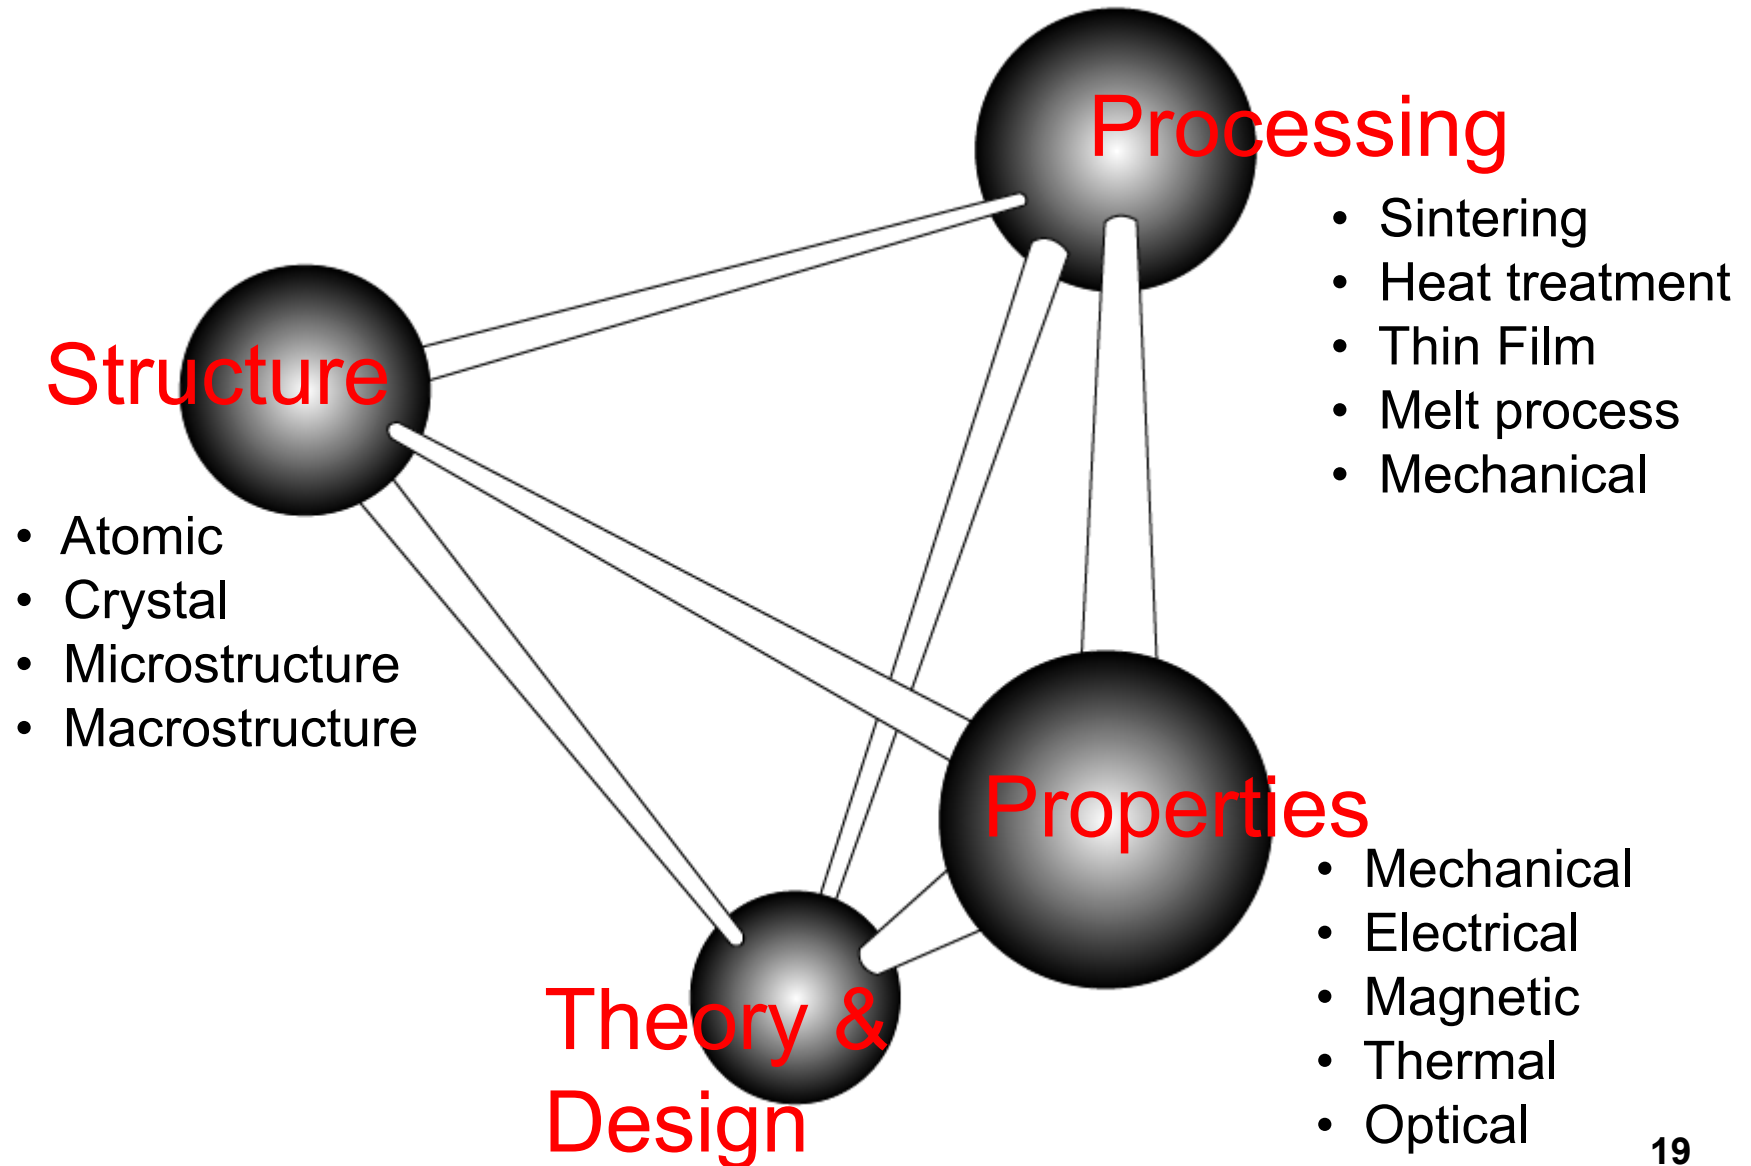 Processing
• Sintering
• Heat treatment
• Thin Film
• Melt process
• Mechanical
Structure
• Atomic
• Crystal
• Microstructure
• Macrostructure
Properties
• Mechanical
• Electrical
• Magnetic
• Thermal
• Optical
Theory &
Design
19